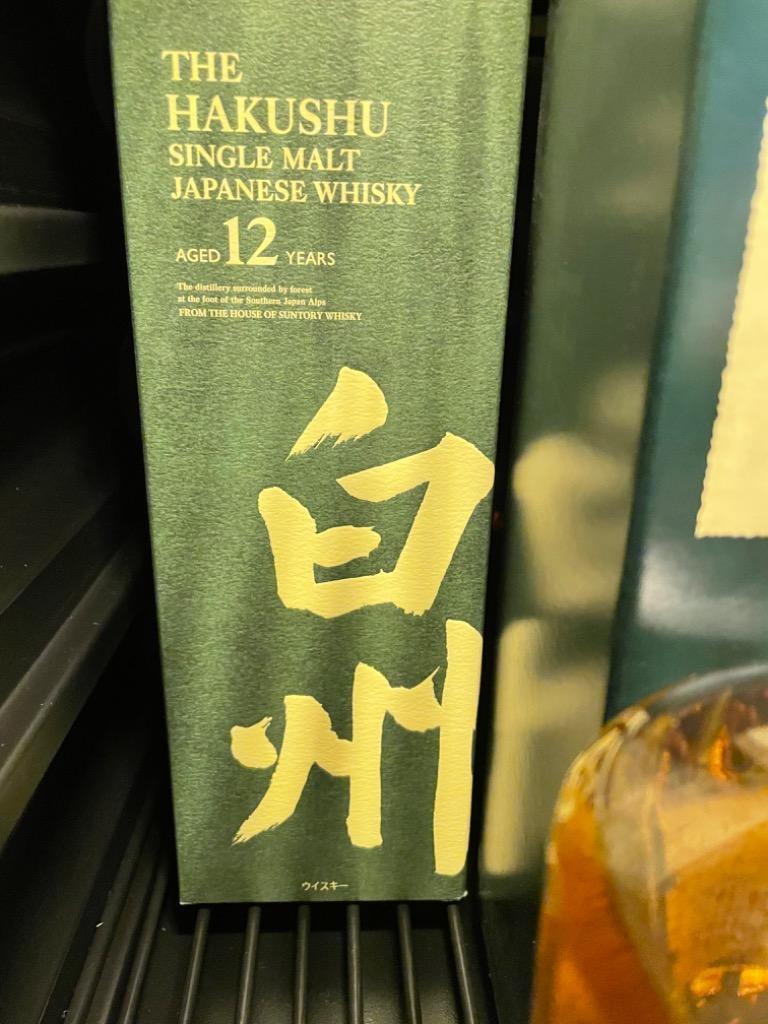 THE
HAKUSHU
SINGLE MALT
JAPANESE WHISKY
AGED 12 YEARS
The distillery surrounded by forest
at the foot of the Southern Japan Alps
FROM THE HOUSE OF SUNTORY WHISKY
白州
ウイスキー